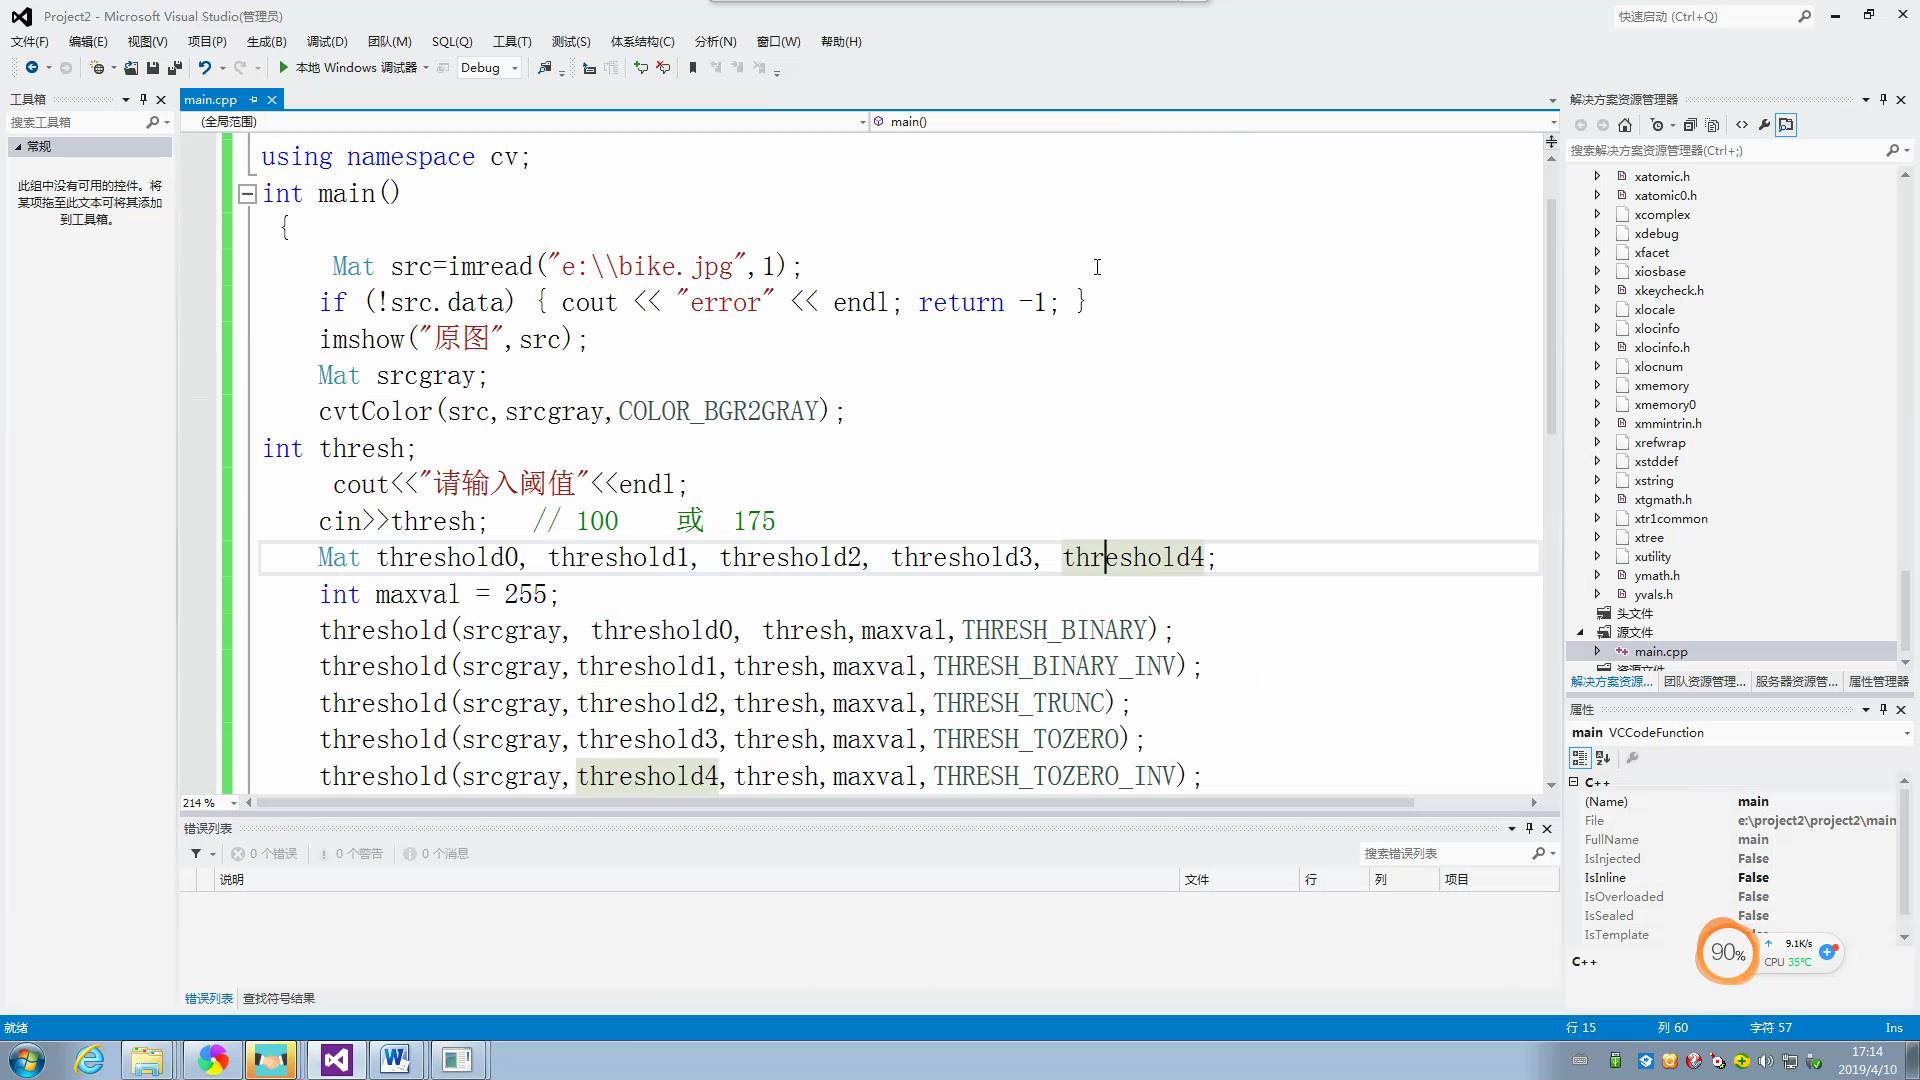 Project2 - Microsoft Visual Studio(管理员)
快速启动 (Ctrl+Q)
文件(F) 编辑(E) 视图(V) 项目(P) 生成(B) 调试(D) 团队(M) SQL(Q) 工具(T) 测试(S) 体系结构(C) 分析(N) 窗口(W) 帮助(H)
本地 Windows 调试器 Debug
工具箱
搜索工具箱
常规
此组中没有可用的控件。将
某项拖至此文本可将其添加
到工具箱。
main.cpp
(全局范围) main()
using namespace cv;
int main()
{
Mat src=imread("e:\\bike.jpg",1);
if (!src.data) { cout << "error" << endl; return -1; }
imshow("原图",src);
Mat srcgray;
cvtColor(src,srcgray,COLOR_BGR2GRAY);
int thresh;
cout<<"请输入阈值"<<endl;
cin>>thresh; // 100 或 175
Mat threshold0, threshold1, threshold2, threshold3, threshold4;
int maxval = 255;
threshold(srcgray, threshold0, thresh,maxval,THRESH_BINARY);
threshold(srcgray,threshold1,thresh,maxval,THRESH_BINARY_INV);
threshold(srcgray,threshold2,thresh,maxval,THRESH_TRUNC);
threshold(srcgray,threshold3,thresh,maxval,THRESH_TOZERO);
threshold(srcgray,threshold4,thresh,maxval,THRESH_TOZERO_INV);
214 %
错误列表
0 个错误 0 个警告 0 个消息
搜索错误列表
说明 文件 行 列 项目
错误列表 查找符号结果
解决方案资源管理器
搜索解决方案资源管理器(Ctrl+;)
xatomic.h
xatomic0.h
xcomplex
xdebug
xfacet
xiosbase
xkeycheck.h
xlocale
xlocinfo
xlocinfo.h
xlocnum
xmemory
xmemory0
xmmintrin.h
xrefwrap
xstddef
xstring
xtgmath.h
xtr1common
xtree
xutility
ymath.h
yvals.h
头文件
源文件
main.cpp
资源文件
解决方案资源... 团队资源管理... 服务器资源管... 属性管理器
属性
main VCCodeFunction
C++
(Name) main
File e:\project2\project2\main
FullName main
IsInjected False
IsInline False
IsOverloaded False
IsSealed False
IsTemplate
C++
90%
9.1K/s
CPU 35℃
就绪 行 15 列 60 字符 57 Ins
17:14
2019/4/10